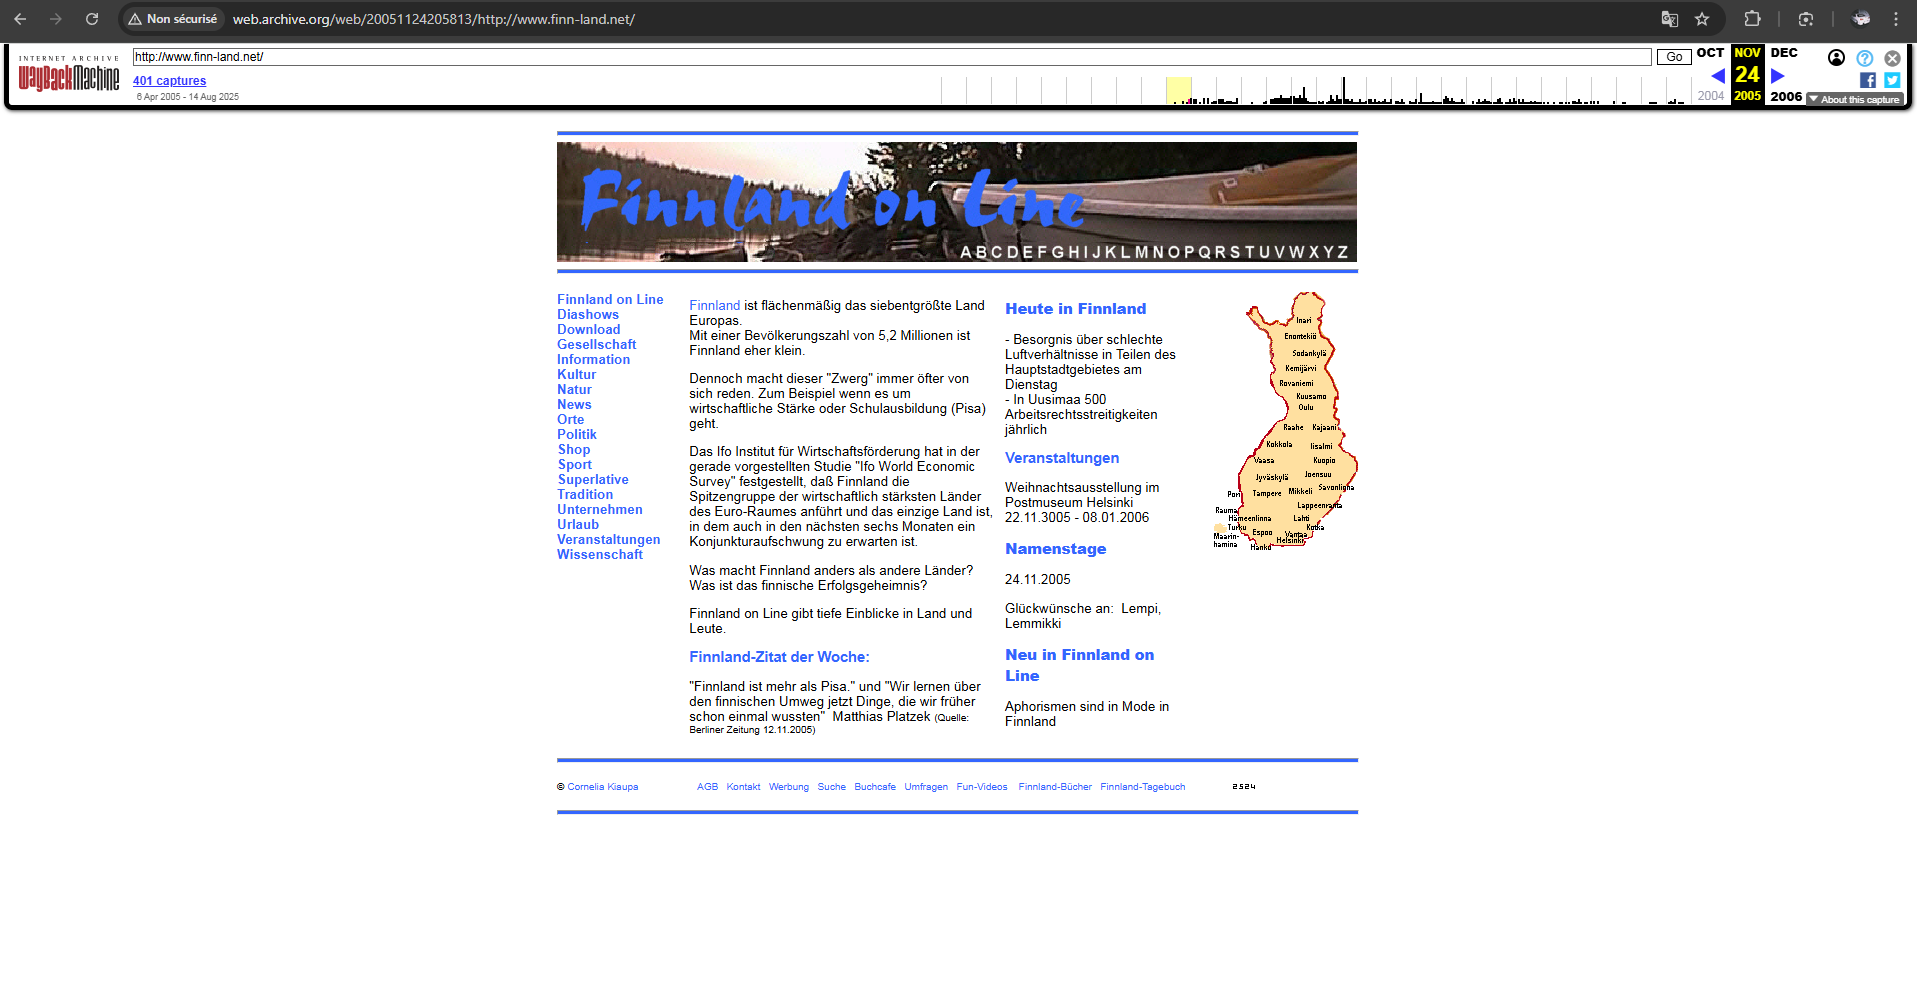 Non sécurisé
web.archive.org/web/20051124205813/http://www.finn-land.net/
INTERNET ARCHIVE
WayBackMachine
http://www.finn-land.net/
Go
401 captures
6 Apr 2005 - 14 Aug 2025
OCT
NOV
DEC
24
2004
2005
2006
About this capture
Finnland on Line
A B C D E F G H I J K L M N O P Q R S T U V W X Y Z
Finnland on Line
Diashows
Download
Gesellschaft
Information
Kultur
Natur
News
Orte
Politik
Shop
Sport
Superlative
Tradition
Unternehmen
Urlaub
Veranstaltungen
Wissenschaft
Finnland ist flächenmäßig das siebentgrößte Land
Europas.
Mit einer Bevölkerungszahl von 5,2 Millionen ist
Finnland eher klein.
Dennoch macht dieser "Zwerg" immer öfter von
sich reden. Zum Beispiel wenn es um
wirtschaftliche Stärke oder Schulausbildung (Pisa)
geht.
Das Ifo Institut für Wirtschaftsförderung hat in der
gerade vorgestellten Studie "Ifo World Economic
Survey" festgestellt, daß Finnland die
Spitzengruppe der wirtschaftlich stärksten Länder
des Euro-Raumes anführt und das einzige Land ist,
in dem auch in den nächsten sechs Monaten ein
Konjunkturaufschwung zu erwarten ist.
Was macht Finnland anders als andere Länder?
Was ist das finnische Erfolgsgeheimnis?
Finnland on Line gibt tiefe Einblicke in Land und
Leute.
Finnland-Zitat der Woche:
"Finnland ist mehr als Pisa." und "Wir lernen über
den finnischen Umweg jetzt Dinge, die wir früher
schon einmal wussten"  Matthias Platzek (Quelle:
Berliner Zeitung 12.11.2005)
Heute in Finnland
- Besorgnis über schlechte
Luftverhältnisse in Teilen des
Hauptstadtgebietes am
Dienstag
- In Uusimaa 500
Arbeitsrechtsstreitigkeiten
jährlich
Veranstaltungen
Weihnachtsausstellung im
Postmuseum Helsinki
22.11.3005 - 08.01.2006
Namenstage
24.11.2005
Glückwünsche an:  Lempi,
Lemmikki
Neu in Finnland on
Line
Aphorismen sind in Mode in
Finnland
Inari
Enontekiö
Sodankylä
Kemijärvi
Rovaniemi
Kuusamo
Oulu
Raahe Kajaani
Kokkola Iisalmi
Vaasa Kuopio
Jyväskylä Joensuu
Pori Tampere Mikkeli Savonlinna
Rauma Lappeenranta
Hämeenlinna Lahti
Turku Kotka
Maarin-
hamina
Espoo Vantaa
Helsinki
Hanko
© Cornelia Kiaupa
AGB Kontakt Werbung Suche Buchcafe Umfragen Fun-Videos Finnland-Bücher Finnland-Tagebuch
2524